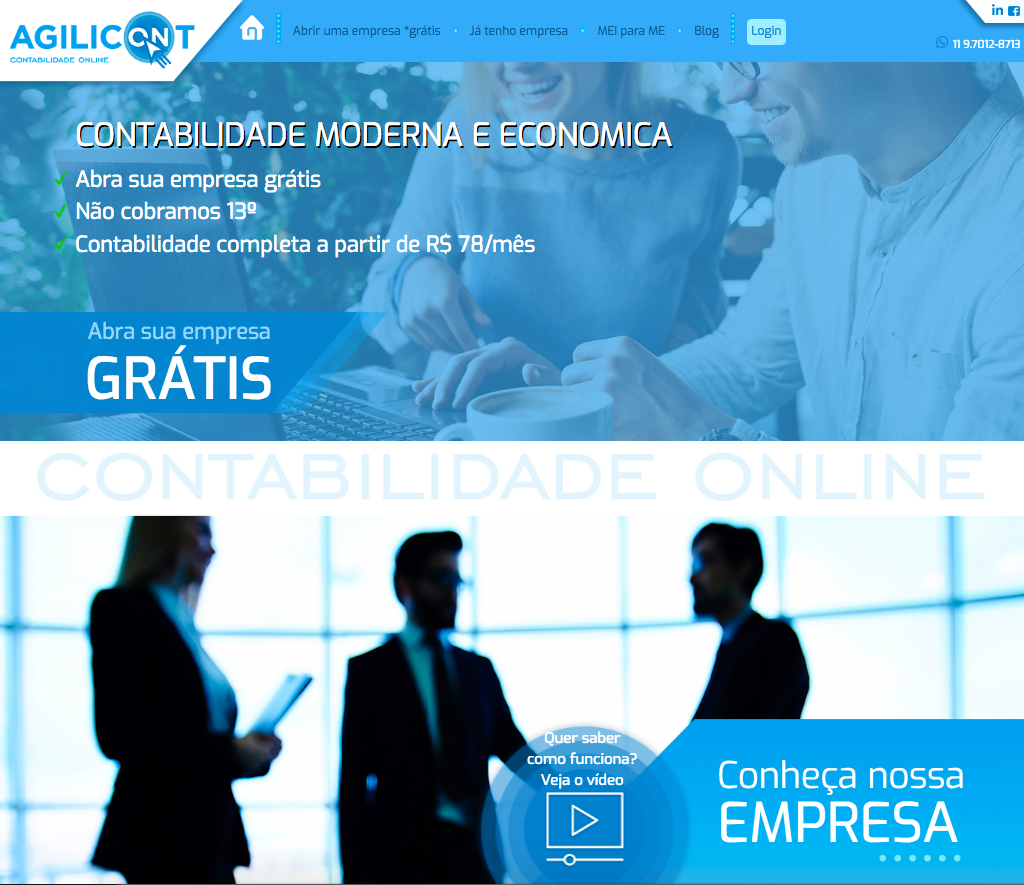 AGILICONT
CONTABILIDADE ONLINE
Abrir uma empresa *grátis
Já tenho empresa
MEI para ME
Blog
Login
in
11 9.7012-8713
CONTABILIDADE MODERNA E ECONOMICA
Abra sua empresa grátis
Não cobramos 13º
Contabilidade completa a partir de R$ 78/mês
Abra sua empresa
GRÁTIS
CONTABILIDADE ONLINE
Quer saber
como funciona?
Veja o vídeo
Conheça nossa
EMPRESA